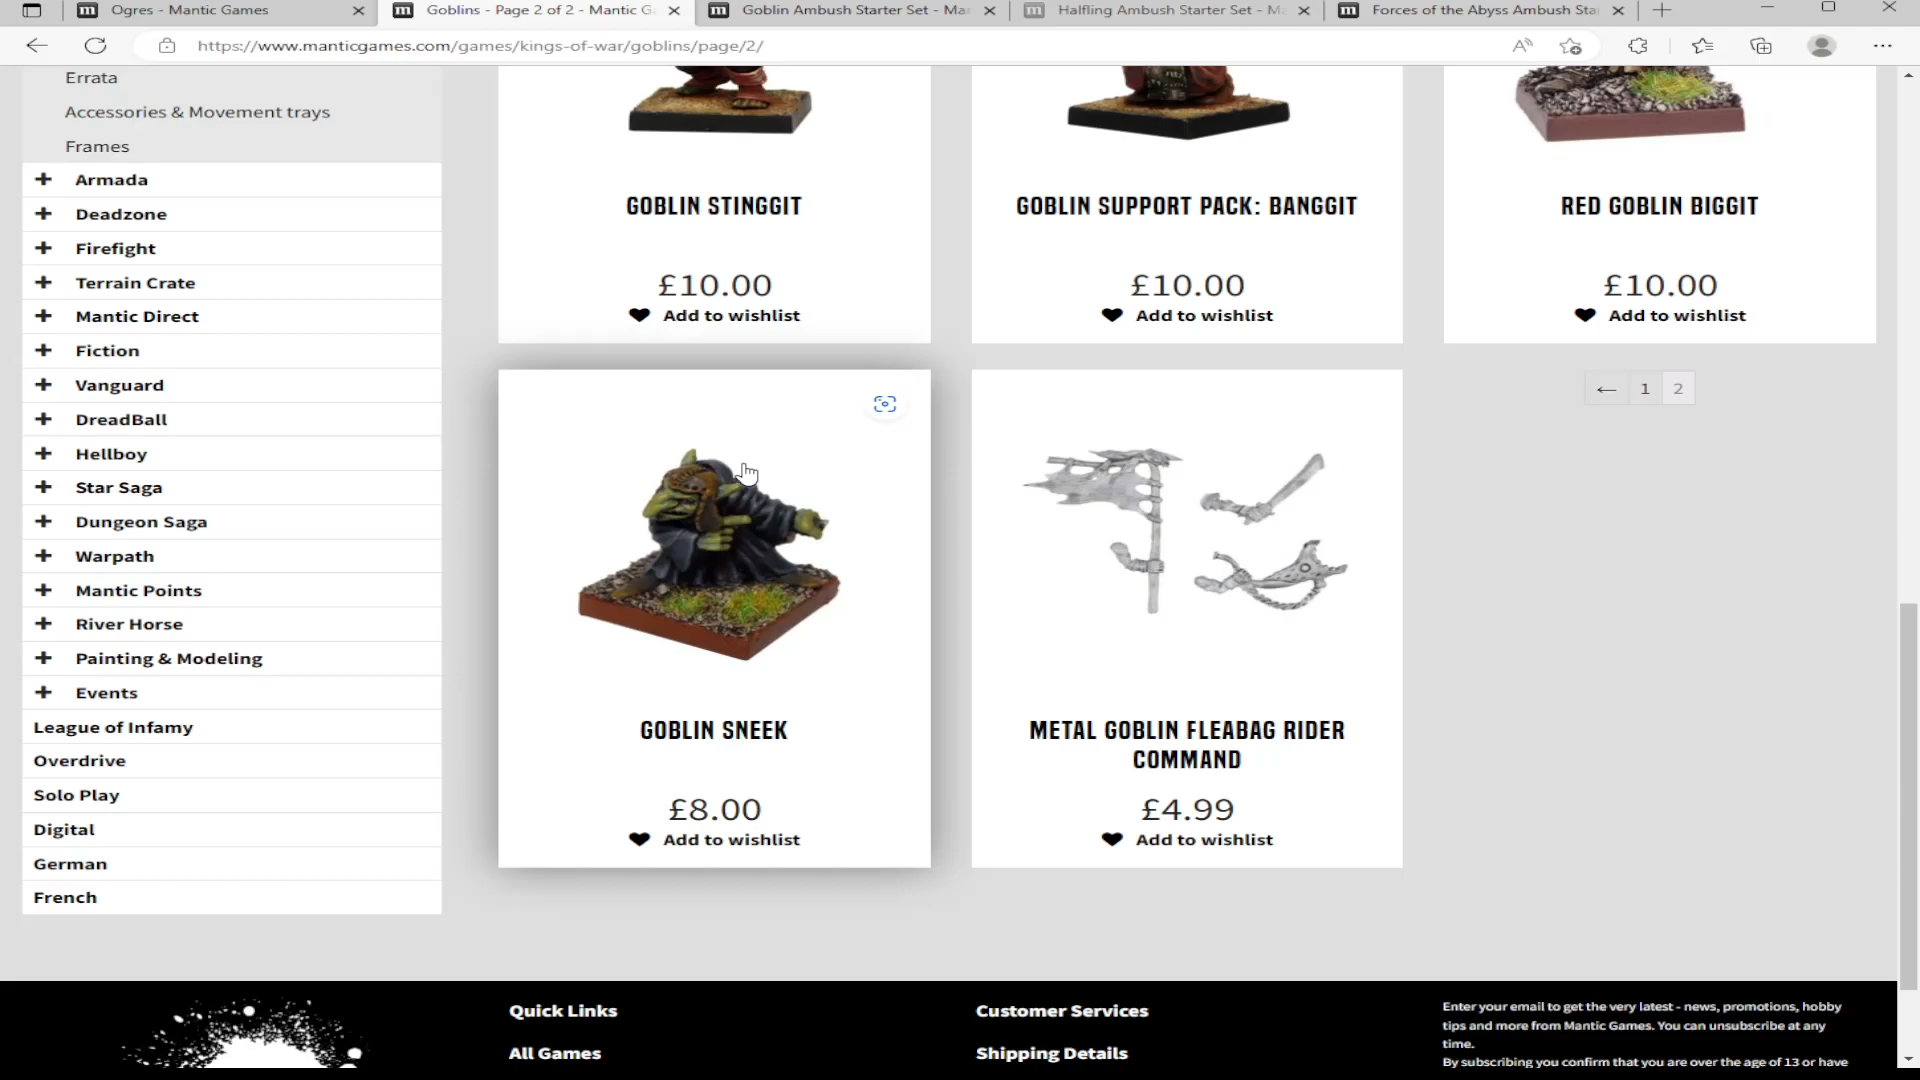 Ogres - Mantic Games
Goblins - Page 2 of 2 - Mantic G
Goblin Ambush Starter Set - Ma
Halfling Ambush Starter Set - M
Forces of the Abyss Ambush Sta
https://www.manticgames.com/games/kings-of-war/goblins/page/2/
Errata
Accessories & Movement trays
Frames
Armada
Deadzone
Firefight
Terrain Crate
Mantic Direct
Fiction
Vanguard
DreadBall
Hellboy
Star Saga
Dungeon Saga
Warpath
Mantic Points
River Horse
Painting & Modeling
Events
League of Infamy
Overdrive
Solo Play
Digital
German
French
GOBLIN STINGGIT
£10.00
Add to wishlist
GOBLIN SUPPORT PACK: BANGGIT
£10.00
Add to wishlist
RED GOBLIN BIGGIT
£10.00
Add to wishlist
← 1 2
GOBLIN SNEEK
£8.00
Add to wishlist
METAL GOBLIN FLEABAG RIDER
COMMAND
£4.99
Add to wishlist
Quick Links
All Games
Customer Services
Shipping Details
Enter your email to get the very latest - news, promotions, hobby
tips and more from Mantic Games. You can unsubscribe at any
time.
By subscribing you confirm that you are over the age of 13 or have